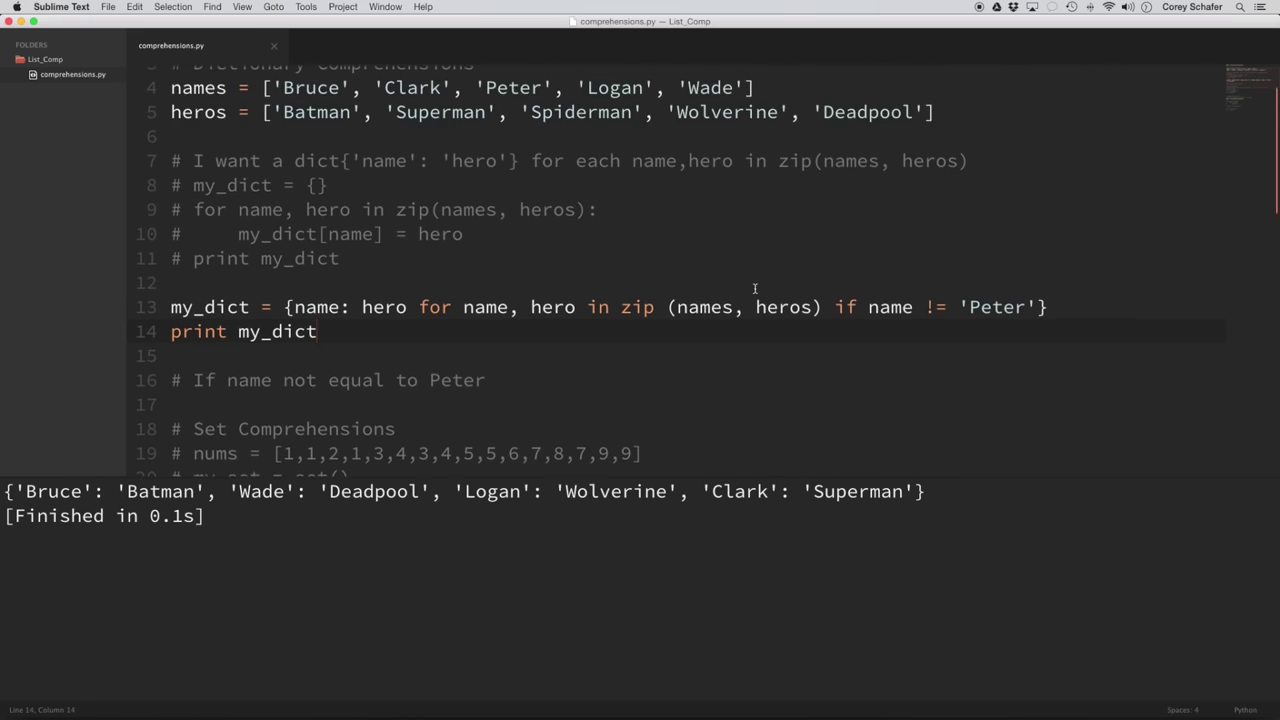 Sublime Text File Edit Selection Find View Goto Tools Project Window Help Corey Schafer
comprehensions.py — List_Comp
FOLDERS
List_Comp
comprehensions.py
comprehensions.py
3 # Dictionary Comprehensions
4 names = ['Bruce', 'Clark', 'Peter', 'Logan', 'Wade']
5 heros = ['Batman', 'Superman', 'Spiderman', 'Wolverine', 'Deadpool']
6
7 # I want a dict{'name': 'hero'} for each name,hero in zip(names, heros)
8 # my_dict = {}
9 # for name, hero in zip(names, heros):
10 #     my_dict[name] = hero
11 # print my_dict
12
13 my_dict = {name: hero for name, hero in zip (names, heros) if name != 'Peter'}
14 print my_dict
15
16 # If name not equal to Peter
17
18 # Set Comprehensions
19 # nums = [1,1,2,1,3,4,3,4,5,5,6,7,8,7,9,9]
20 # my_set = set()
{'Bruce': 'Batman', 'Wade': 'Deadpool', 'Logan': 'Wolverine', 'Clark': 'Superman'}
[Finished in 0.1s]
Line 14, Column 14 Spaces: 4 Python